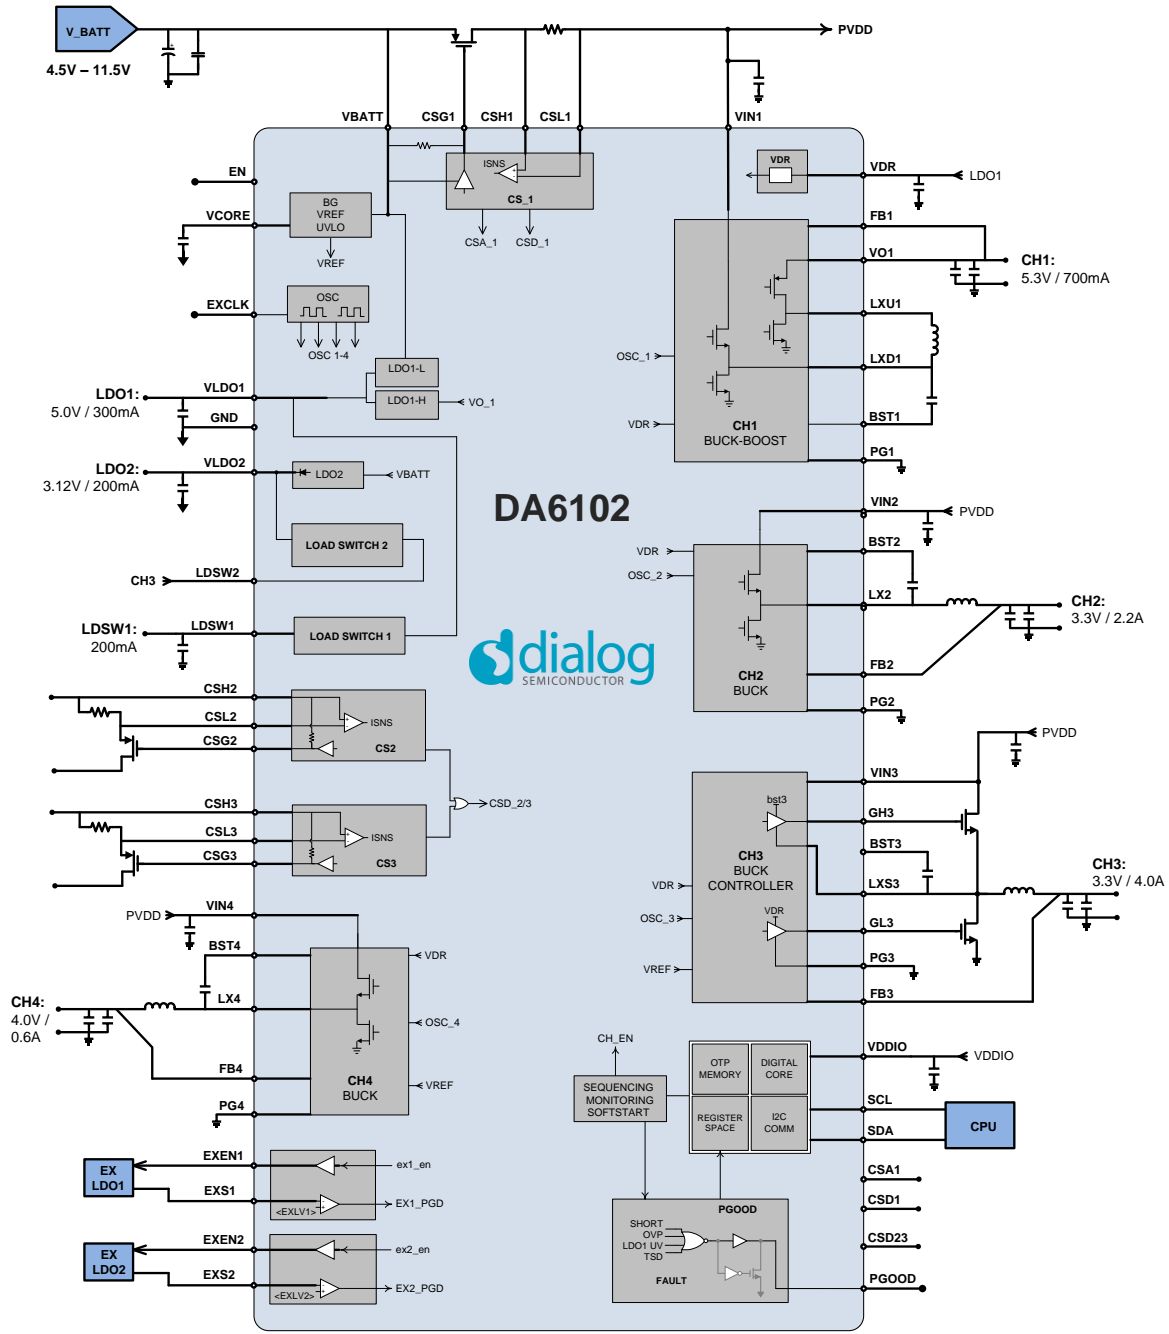 V_BATT
4.5V – 11.5V
PVDD
VBATT
CSG1
CSH1
CSL1
VIN1
EN
VCORE
BG
VREF
UVLO
VREF
ISNS
CS_1
CSA_1
CSD_1
VDR
VDR
LDO1
FB1
VO1
CH1:
5.3V / 700mA
LXU1
LXD1
BST1
PG1
OSC_1
VDR
CH1
BUCK-BOOST
EXCLK
OSC
OSC 1-4
LDO1-L
LDO1-H
VO_1
LDO1:
5.0V / 300mA
VLDO1
GND
LDO2:
3.12V / 200mA
VLDO2
LDO2
VBATT
DA6102
LOAD SWITCH 2
CH3
LDSW2
LDSW1:
200mA
LDSW1
LOAD SWITCH 1
dialog
SEMICONDUCTOR
VIN2
PVDD
BST2
VDR
OSC_2
LX2
CH2:
3.3V / 2.2A
FB2
CH2
BUCK
PG2
CSH2
CSL2
CSG2
ISNS
CS2
CSD_2/3
CSH3
CSL3
CSG3
ISNS
CS3
PVDD
VIN3
bst3
GH3
BST3
CH3
BUCK
CONTROLLER
LXS3
CH3:
3.3V / 4.0A
VDR
OSC_3
VDR
GL3
VREF
PG3
FB3
PVDD
VIN4
BST4
VDR
CH4:
4.0V /
0.6A
LX4
OSC_4
FB4
VREF
CH4
BUCK
PG4
CH_EN
SEQUENCING
MONITORING
SOFTSTART
OTP
MEMORY
DIGITAL
CORE
REGISTER
SPACE
I2C
COMM
VDDIO
VDDIO
SCL
SDA
CPU
CSA1
CSD1
CSD23
PGOOD
EX
LDO1
EXEN1
EXS1
ex1_en
<EXLV1>
EX1_PGD
EX
LDO2
EXEN2
EXS2
ex2_en
<EXLV2>
EX2_PGD
PGOOD
SHORT
OVP
LDO1 UV
TSD
FAULT